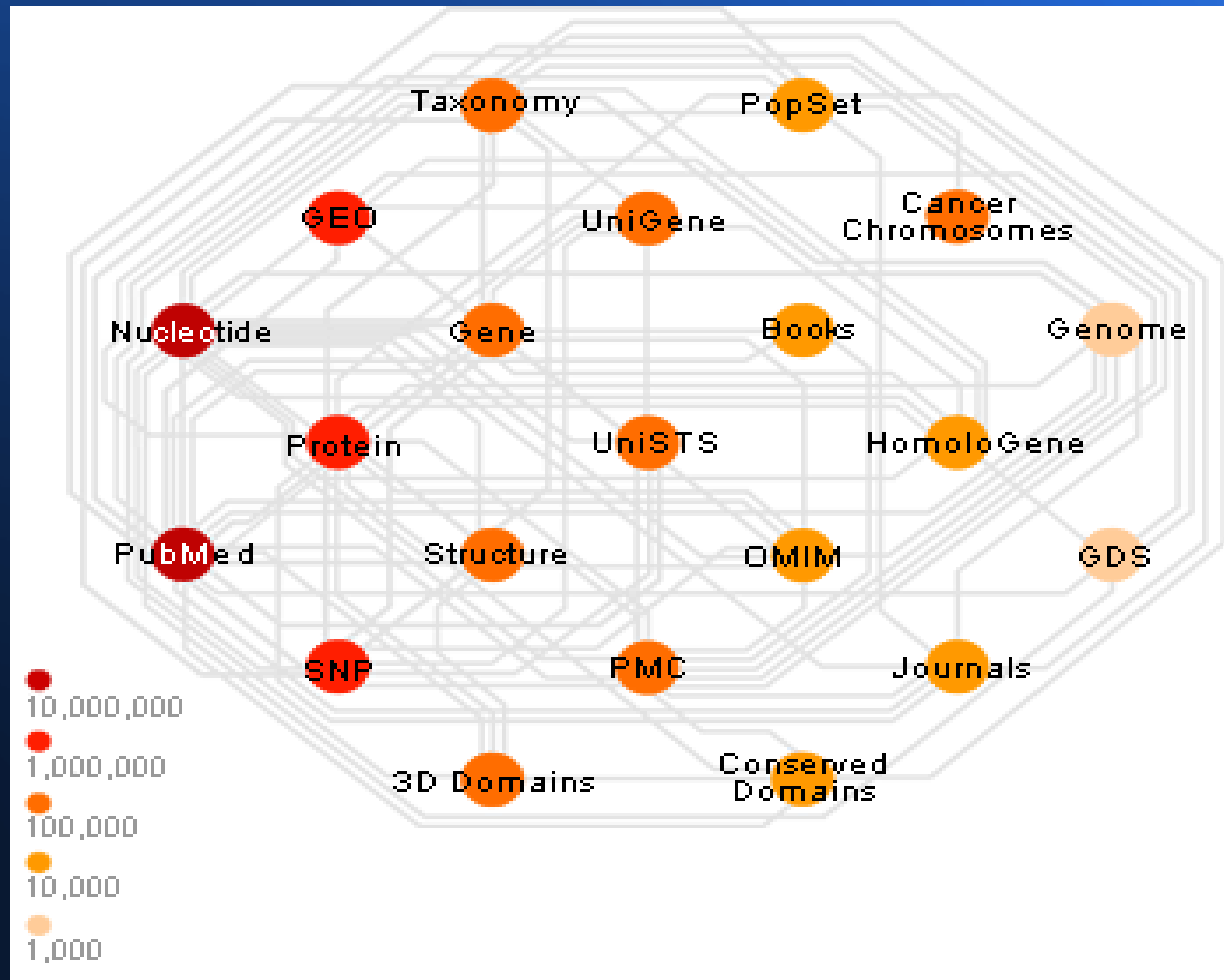 Taxonomy
PopSet
GEO
UniGene
Cancer
Chromosomes
Nucleotide
Gene
Books
Genome
Protein
UniSTS
HomoloGene
PubMed
Structure
OMIM
GDS
SNP
PMC
Journals
3D Domains
Conserved
Domains
10,000,000
1,000,000
100,000
10,000
1,000